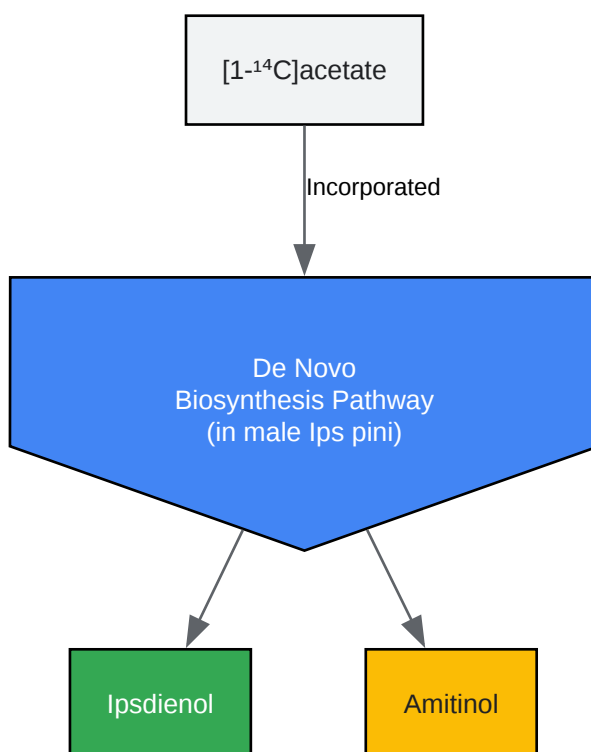 [1-¹⁴C]acetate
Incorporated
De Novo
Biosynthesis Pathway
(in male Ips pini)
Ipsdienol
Amitinol